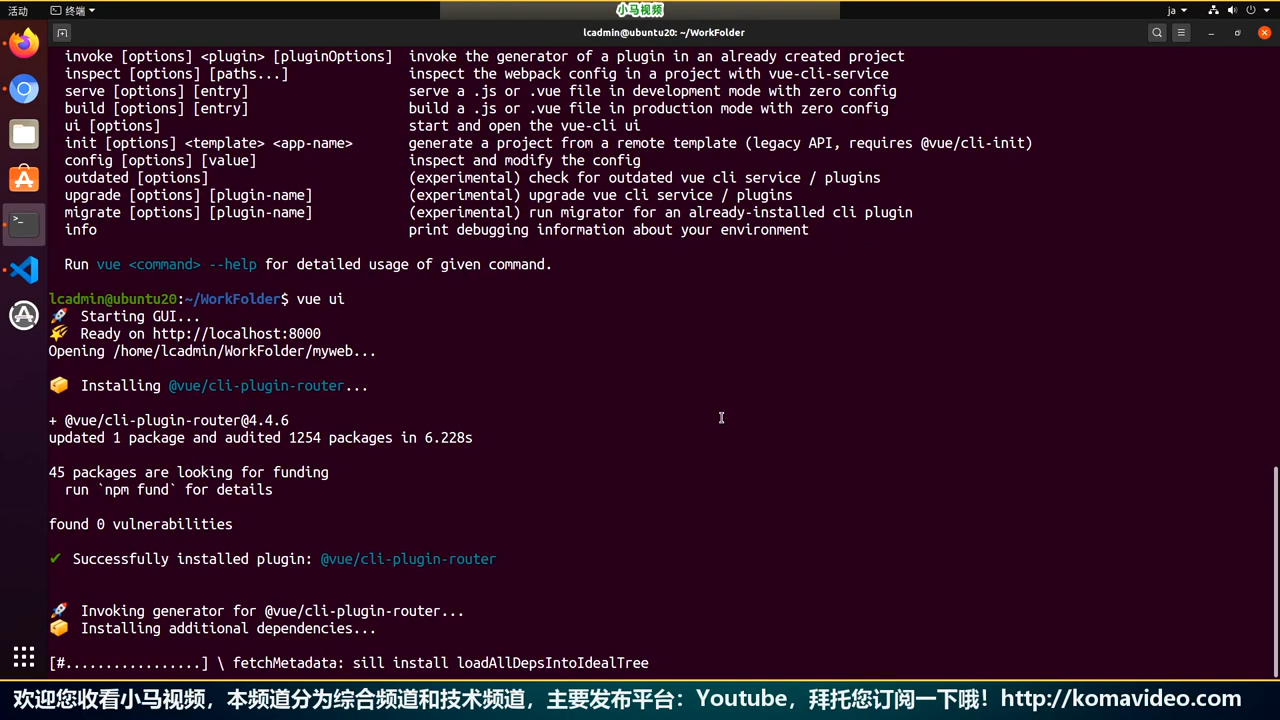 活动 终端 小马视频 ja
lcadmin@ubuntu20: ~/WorkFolder
invoke [options] <plugin> [pluginOptions] invoke the generator of a plugin in an already created project
inspect [options] [paths...] inspect the webpack config in a project with vue-cli-service
serve [options] [entry] serve a .js or .vue file in development mode with zero config
build [options] [entry] build a .js or .vue file in production mode with zero config
ui [options] start and open the vue-cli ui
init [options] <template> <app-name> generate a project from a remote template (legacy API, requires @vue/cli-init)
config [options] [value] inspect and modify the config
outdated [options] (experimental) check for outdated vue cli service / plugins
upgrade [options] [plugin-name] (experimental) upgrade vue cli service / plugins
migrate [options] [plugin-name] (experimental) run migrator for an already-installed cli plugin
info print debugging information about your environment
Run vue <command> --help for detailed usage of given command.
lcadmin@ubuntu20:~/WorkFolder$ vue ui
🚀 Starting GUI...
🌠 Ready on http://localhost:8000
Opening /home/lcadmin/WorkFolder/myweb...
📦 Installing @vue/cli-plugin-router...
+ @vue/cli-plugin-router@4.4.6
updated 1 package and audited 1254 packages in 6.228s
45 packages are looking for funding
run `npm fund` for details
found 0 vulnerabilities
✔ Successfully installed plugin: @vue/cli-plugin-router
🚀 Invoking generator for @vue/cli-plugin-router...
📦 Installing additional dependencies...
[#.................] \ fetchMetadata: sill install loadAllDepsIntoIdealTree
欢迎您收看小马视频，本频道分为综合频道和技术频道，主要发布平台：Youtube，拜托您订阅一下哦！http://komavideo.com